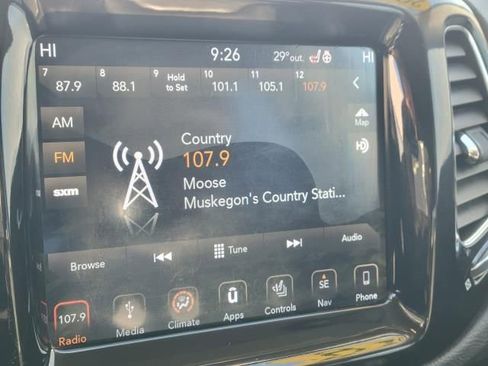 HI 9:26 29°out. HI
7 8 9 10 11 12
87.9 88.1 Hold to Set 101.1 105.1 107.9
AM
Map
FM
HD
sxm
Country
107.9
Moose
Muskegon's Country Stati...
Browse Tune Audio
107.9 SE
Radio Media Climate Apps Controls Nav Phone